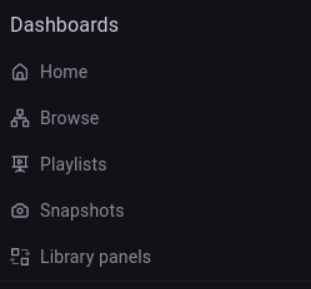 Dashboards
Home
Browse
Playlists
Snapshots
Library panels